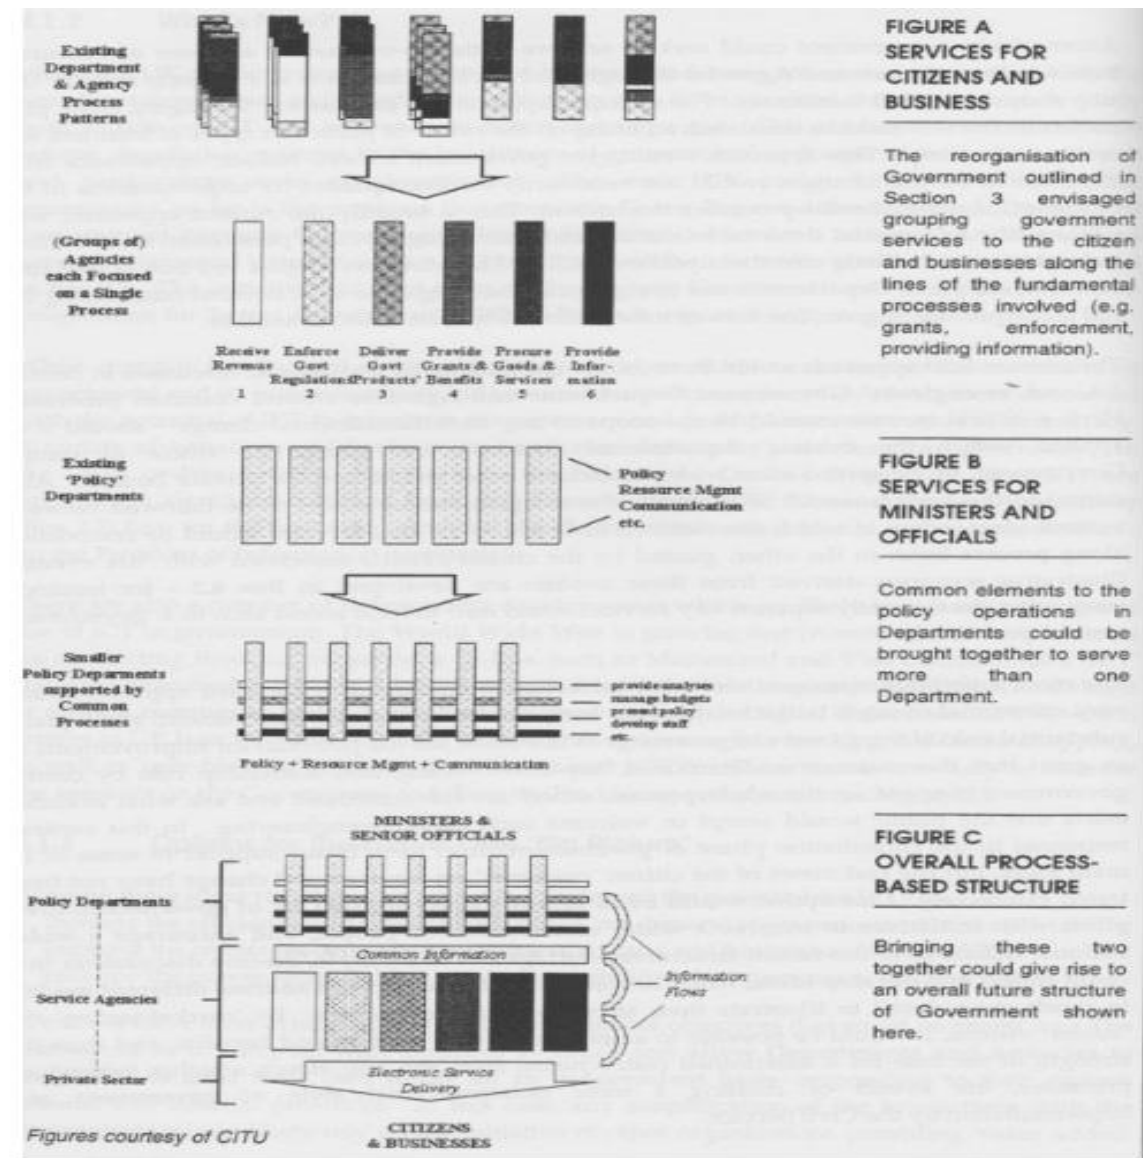 Existing
Department
& Agency
Process
Patterns
FIGURE A
SERVICES FOR
CITIZENS AND
BUSINESS
The reorganisation of
Government outlined in
Section 3 envisaged
grouping government
services to the citizen
and businesses along the
lines of the fundamental
processes involved (e.g.
grants, enforcement,
providing information).
(Groups of)
Agencies
each Focused
on a Single
Process
Receive
Revenue
1
Enforce
Govt
Regulations
2
Deliver
Govt
Products'
3
Provide
Grants &
Benefits
4
Procure
Goods &
Services
5
Provide
Infor-
mation
6
Existing
'Policy'
Departments
Policy
Resource Mgmt
Communication
etc.
FIGURE B
SERVICES FOR
MINISTERS AND
OFFICIALS
Common elements to the
policy operations in
Departments could be
brought together to serve
more than one
Department.
Smaller
Policy Deparments
supported by
Common
Processes
provide analyses
manage budgets
present policy
develop staff
etc.
Policy + Resource Mgmt + Communication
MINISTERS &
SENIOR OFFICIALS
Policy Departments
Common Information
Service Agencies
Information
Flows
Private Sector
Electronic Service
Delivery
CITIZENS
& BUSINESSES
FIGURE C
OVERALL PROCESS-
BASED STRUCTURE
Bringing these two
together could give rise to
an overall future structure
of Government shown
here.
Figures courtesy of CITU